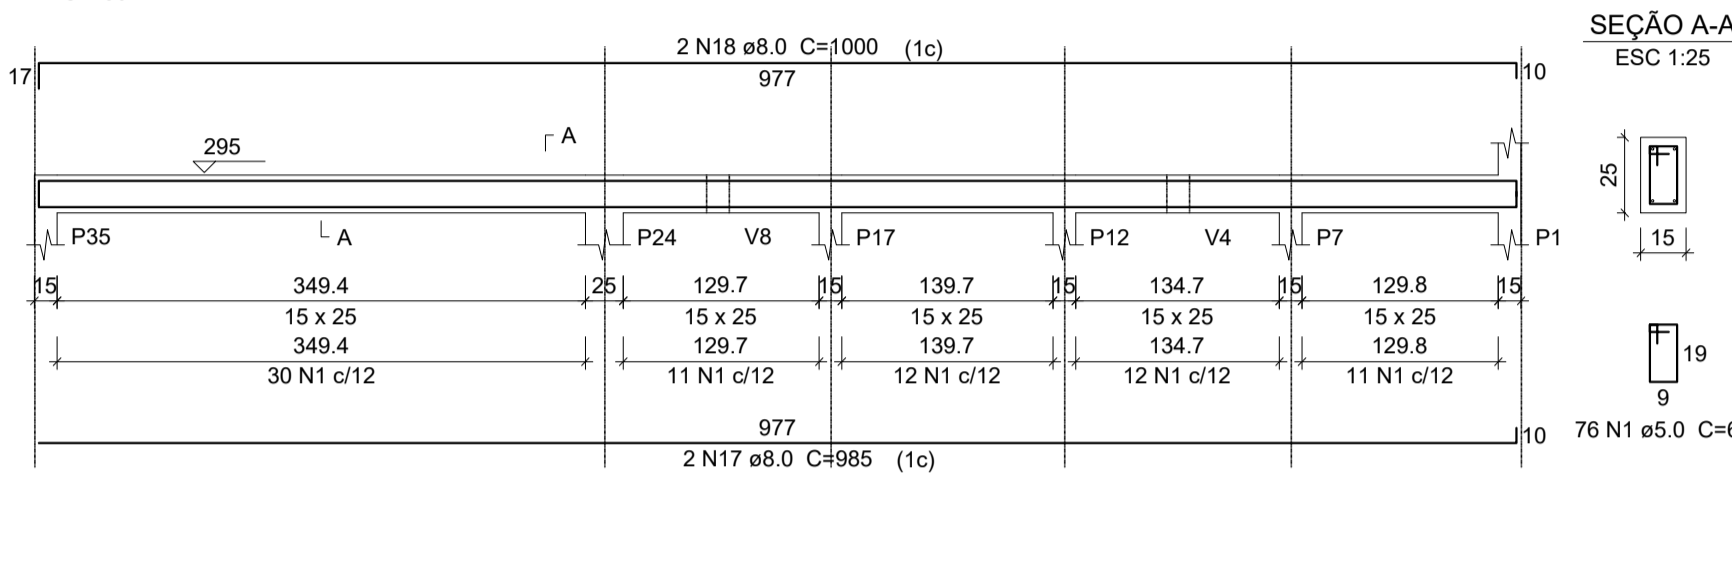 SEÇÃO A-A
ESC 1:25
2 N18 ø8.0 C=1000 (1c)
17 977 10
A
295
25
P35 A P24 V8 P17 P12 V4 P7 P1
15
15 349.4 25 129.7 15 139.7 15 134.7 15 129.8 15
15 x 25 15 x 25 15 x 25 15 x 25 15 x 25
349.4 129.7 139.7 134.7 129.8
30 N1 c/12 11 N1 c/12 12 N1 c/12 12 N1 c/12 11 N1 c/12
19
9
977 10
2 N17 ø8.0 C=985 (1c)
76 N1 ø5.0 C=6